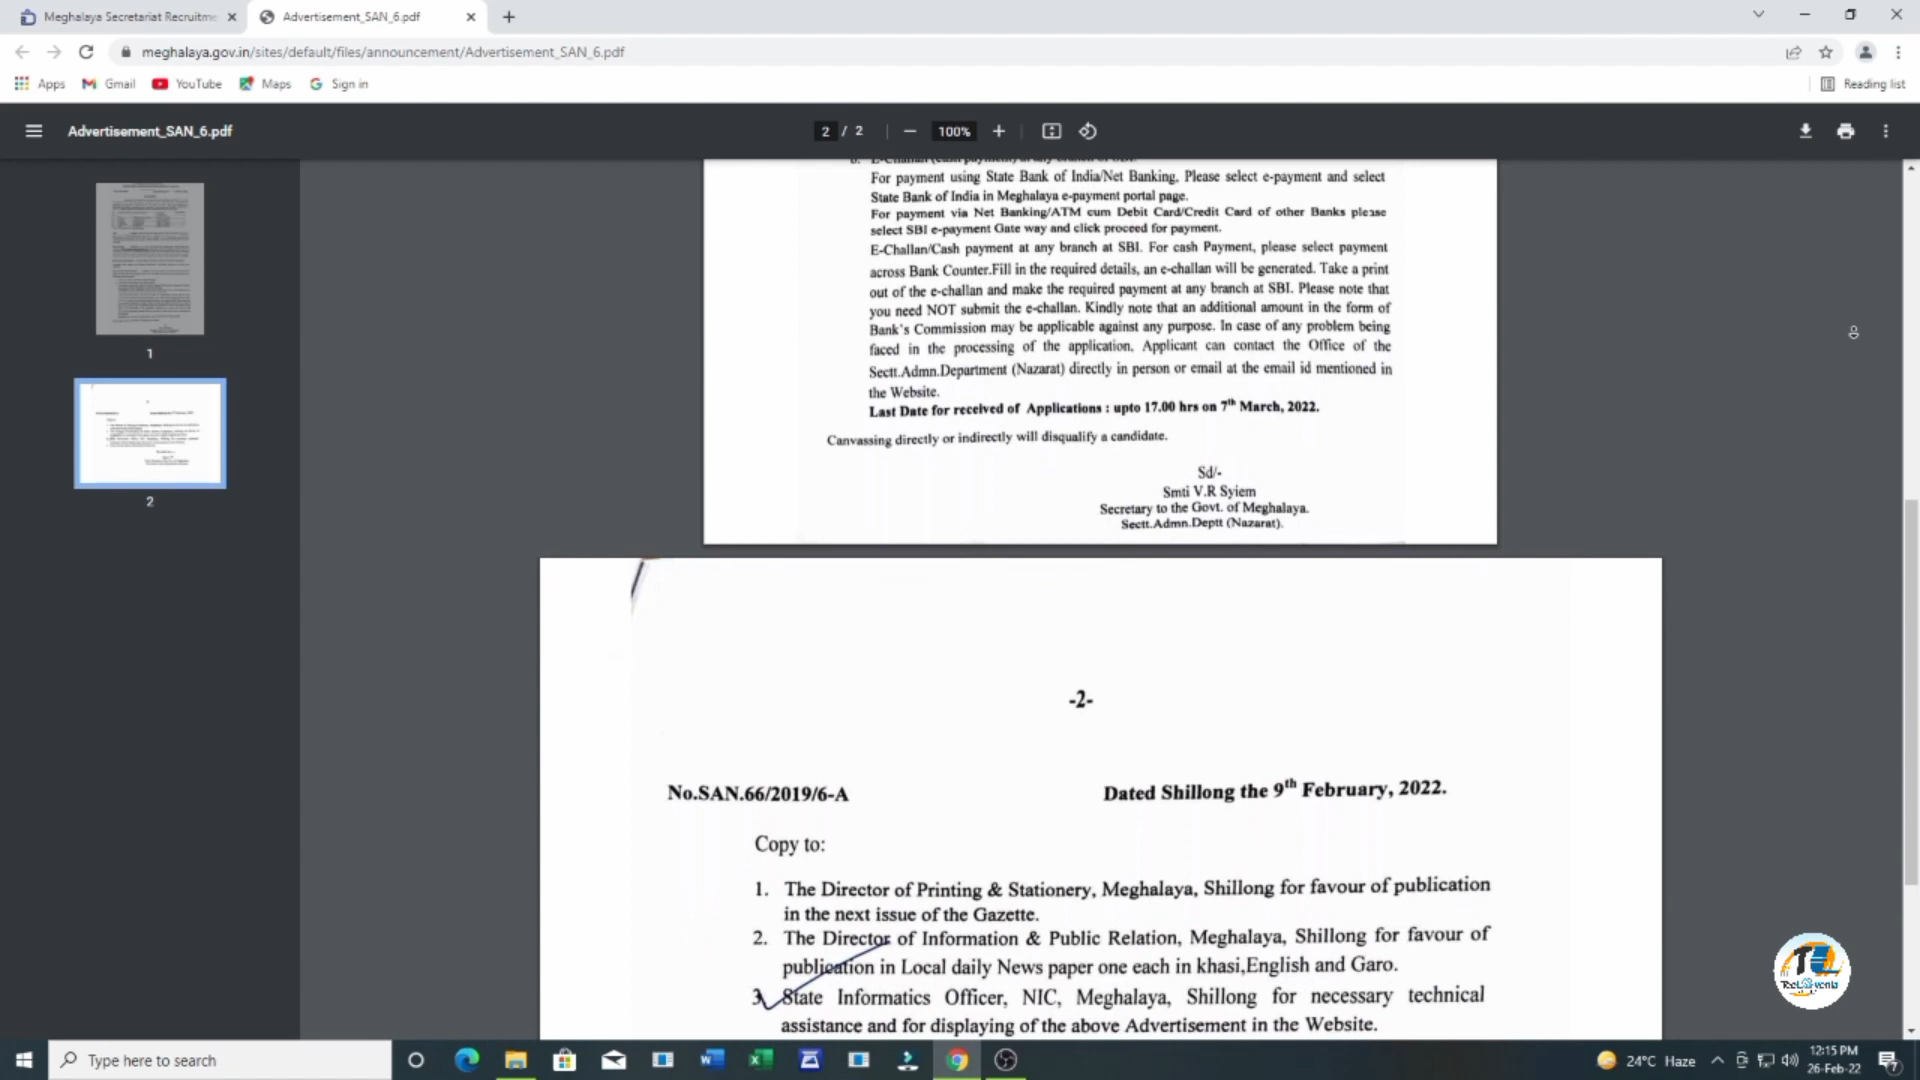 Meghalaya Secretariat Recruitme
Advertisement_SAN_6.pdf
meghalaya.gov.in/sites/default/files/announcement/Advertisement_SAN_6.pdf
Apps Gmail YouTube Maps Sign in Reading list
Advertisement_SAN_6.pdf 2 / 2 100%
1
2
b. E-Challan (cash payment) at any branch of SBI.
For payment using State Bank of India/Net Banking, Please select e-payment and select
State Bank of India in Meghalaya e-payment portal page.
For payment via Net Banking/ATM cum Debit Card/Credit Card of other Banks please
select SBI e-payment Gate way and click proceed for payment.
E-Challan/Cash payment at any branch at SBI. For cash Payment, please select payment
across Bank Counter.Fill in the required details, an e-challan will be generated. Take a print
out of the e-challan and make the required payment at any branch at SBI. Please note that
you need NOT submit the e-challan. Kindly note that an additional amount in the form of
Bank's Commission may be applicable against any purpose. In case of any problem being
faced in the processing of the application, Applicant can contact the Office of the
Sectt.Admn.Department (Nazarat) directly in person or email at the email id mentioned in
the Website.
Last Date for received of Applications : upto 17.00 hrs on 7th March, 2022.
Canvassing directly or indirectly will disqualify a candidate.
Sd/-
Smti V.R Syiem
Secretary to the Govt. of Meghalaya.
Sectt.Admn.Deptt (Nazarat).
-2-
No.SAN.66/2019/6-A Dated Shillong the 9th February, 2022.
Copy to:
1. The Director of Printing & Stationery, Meghalaya, Shillong for favour of publication
in the next issue of the Gazette.
2. The Director of Information & Public Relation, Meghalaya, Shillong for favour of
publication in Local daily News paper one each in khasi,English and Garo.
3. State Informatics Officer, NIC, Meghalaya, Shillong for necessary technical
assistance and for displaying of the above Advertisement in the Website.
Type here to search
24°C Haze
12:15 PM
26-Feb-22
7